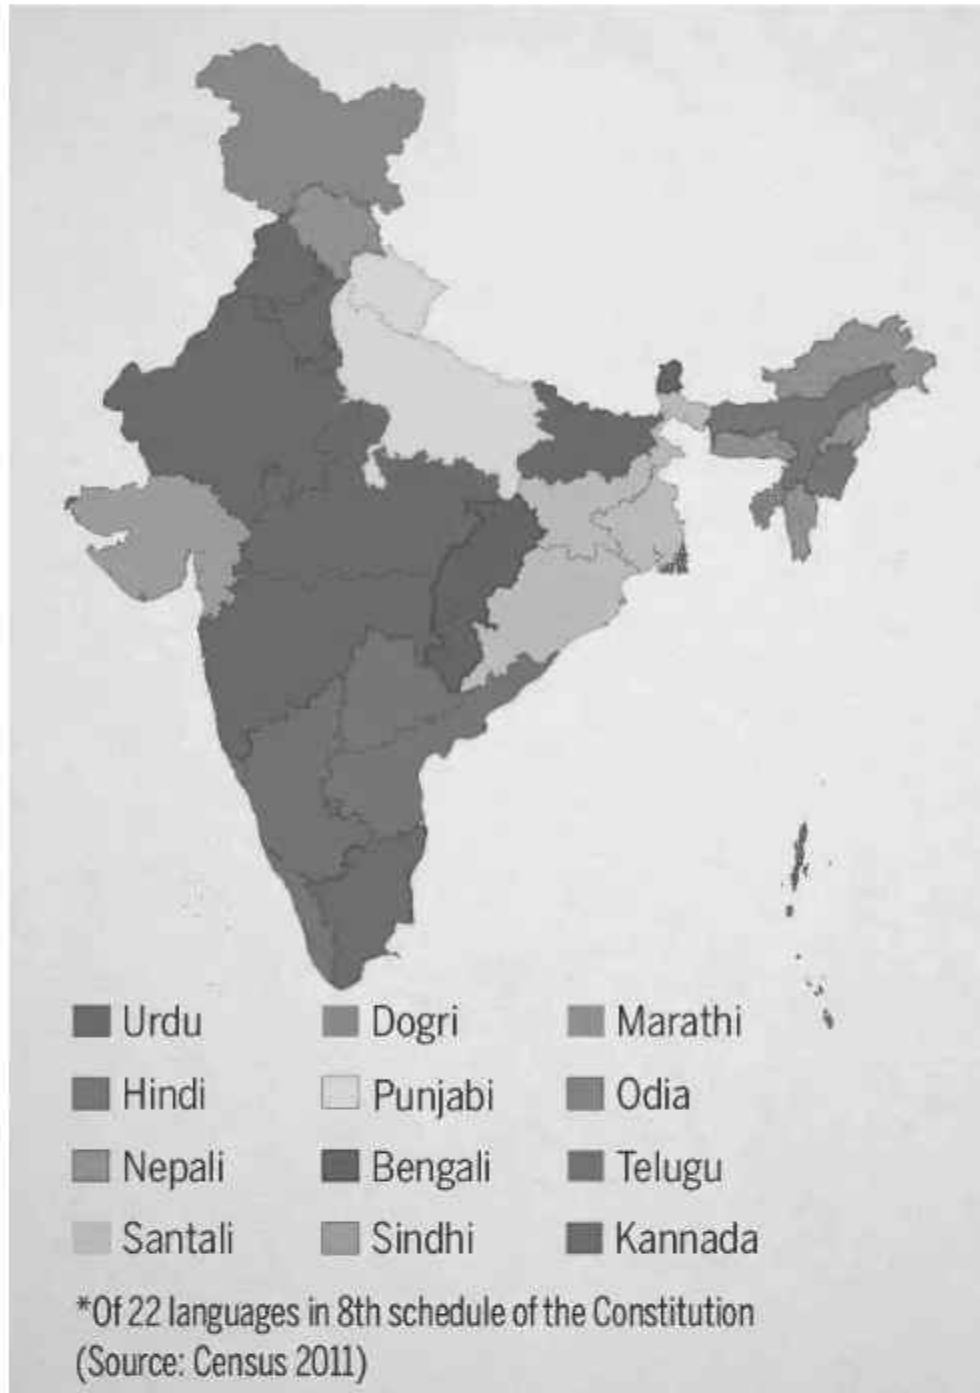 Urdu Dogri Marathi
Hindi Punjabi Odia
Nepali Bengali Telugu
Santali Sindhi Kannada
*Of 22 languages in 8th schedule of the Constitution
(Source: Census 2011)